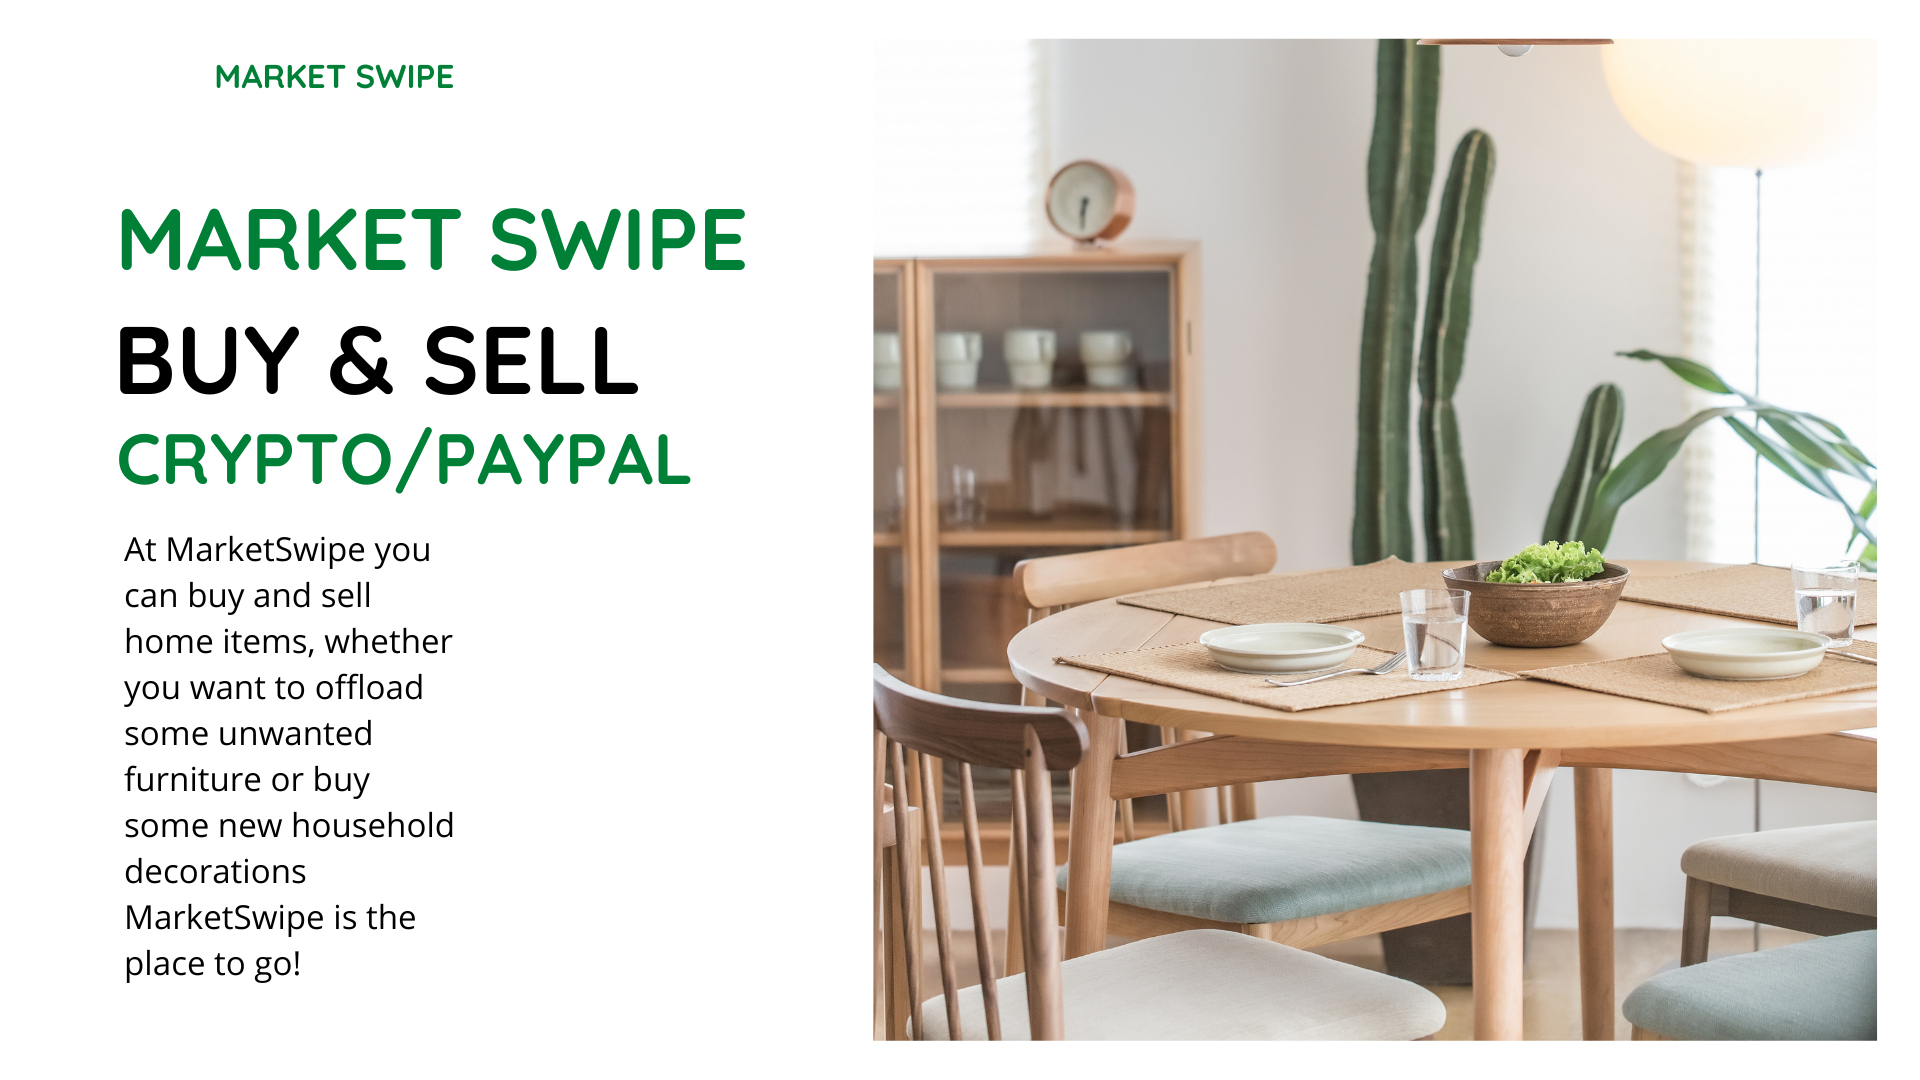 MARKET SWIPE
MARKET SWIPE
BUY & SELL
CRYPTO/PAYPAL
At MarketSwipe you
can buy and sell
home items, whether
you want to offload
some unwanted
furniture or buy
some new household
decorations
MarketSwipe is the
place to go!